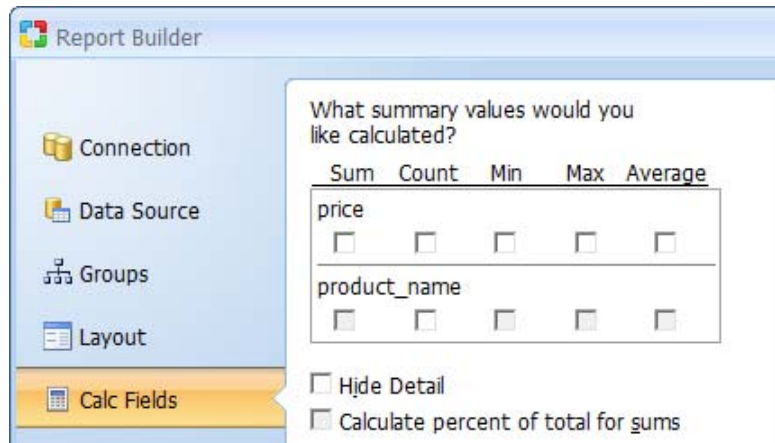 Report Builder
Connection
Data Source
Groups
Layout
Calc Fields
What summary values would you
like calculated?
Sum Count Min Max Average
price
product_name
Hide Detail
Calculate percent of total for sums